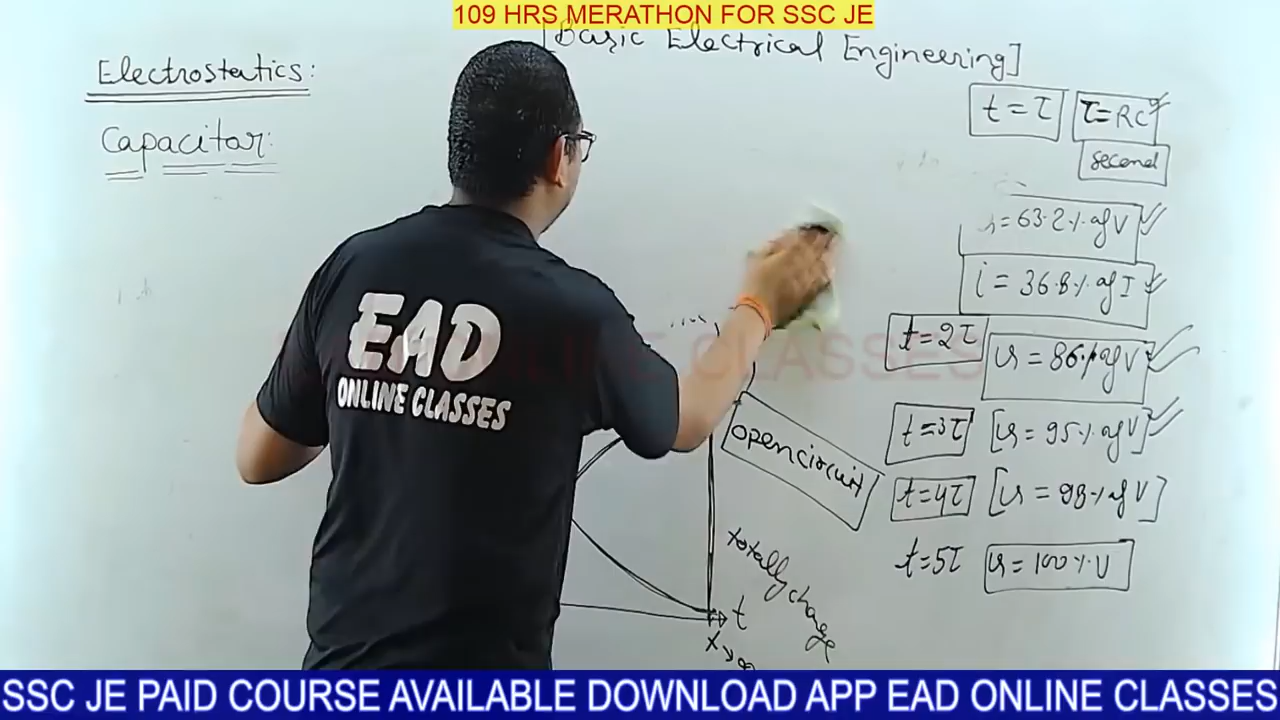 109 HRS MERATHON FOR SSC JE
[Basic Electrical Engineering]
Electrostatics:
Capacitor:
t = τ
τ = RC
second
= 63.2% of V
i = 36.8% of I
t = 2τ
v = 86% of V
t = 3τ
[v = 95% of V]
t = 4τ
[v = 98% of V]
t = 5τ
v = 100% V
open circuit
totally charge
t
EAD
ONLINE CLASSES
ONLINE CLASSES
SSC JE PAID COURSE AVAILABLE DOWNLOAD APP EAD ONLINE CLASSES